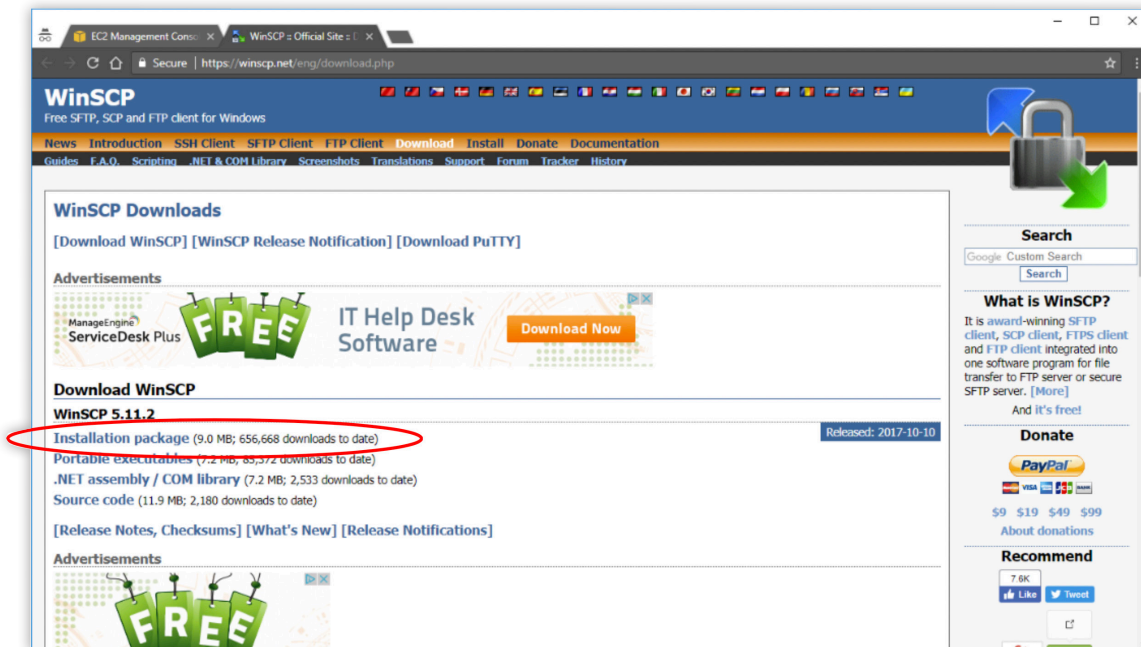 EC2 Management Conso
WinSCP :: Official Site :: D
Secure | https://winscp.net/eng/download.php
WinSCP
Free SFTP, SCP and FTP client for Windows
News Introduction SSH Client SFTP Client FTP Client Download Install Donate Documentation
Guides F.A.Q. Scripting .NET & COM Library Screenshots Translations Support Forum Tracker History
WinSCP Downloads
[Download WinSCP] [WinSCP Release Notification] [Download PuTTY]
Advertisements
ManageEngine
ServiceDesk Plus
FREE
IT Help Desk
Software
Download Now
Download WinSCP
WinSCP 5.11.2
Installation package (9.0 MB; 656,668 downloads to date)
Released: 2017-10-10
Portable executables (7.2 MB; 83,372 downloads to date)
.NET assembly / COM library (7.2 MB; 2,533 downloads to date)
Source code (11.9 MB; 2,180 downloads to date)
[Release Notes, Checksums] [What's New] [Release Notifications]
Advertisements
FREE
Search
Google Custom Search
Search
What is WinSCP?
It is award-winning SFTP
client, SCP client, FTPS client
and FTP client integrated into
one software program for file
transfer to FTP server or secure
SFTP server. [More]
And it's free!
Donate
PayPal
VISA
$9 $19 $49 $99
About donations
Recommend
7.6K
Like
Tweet